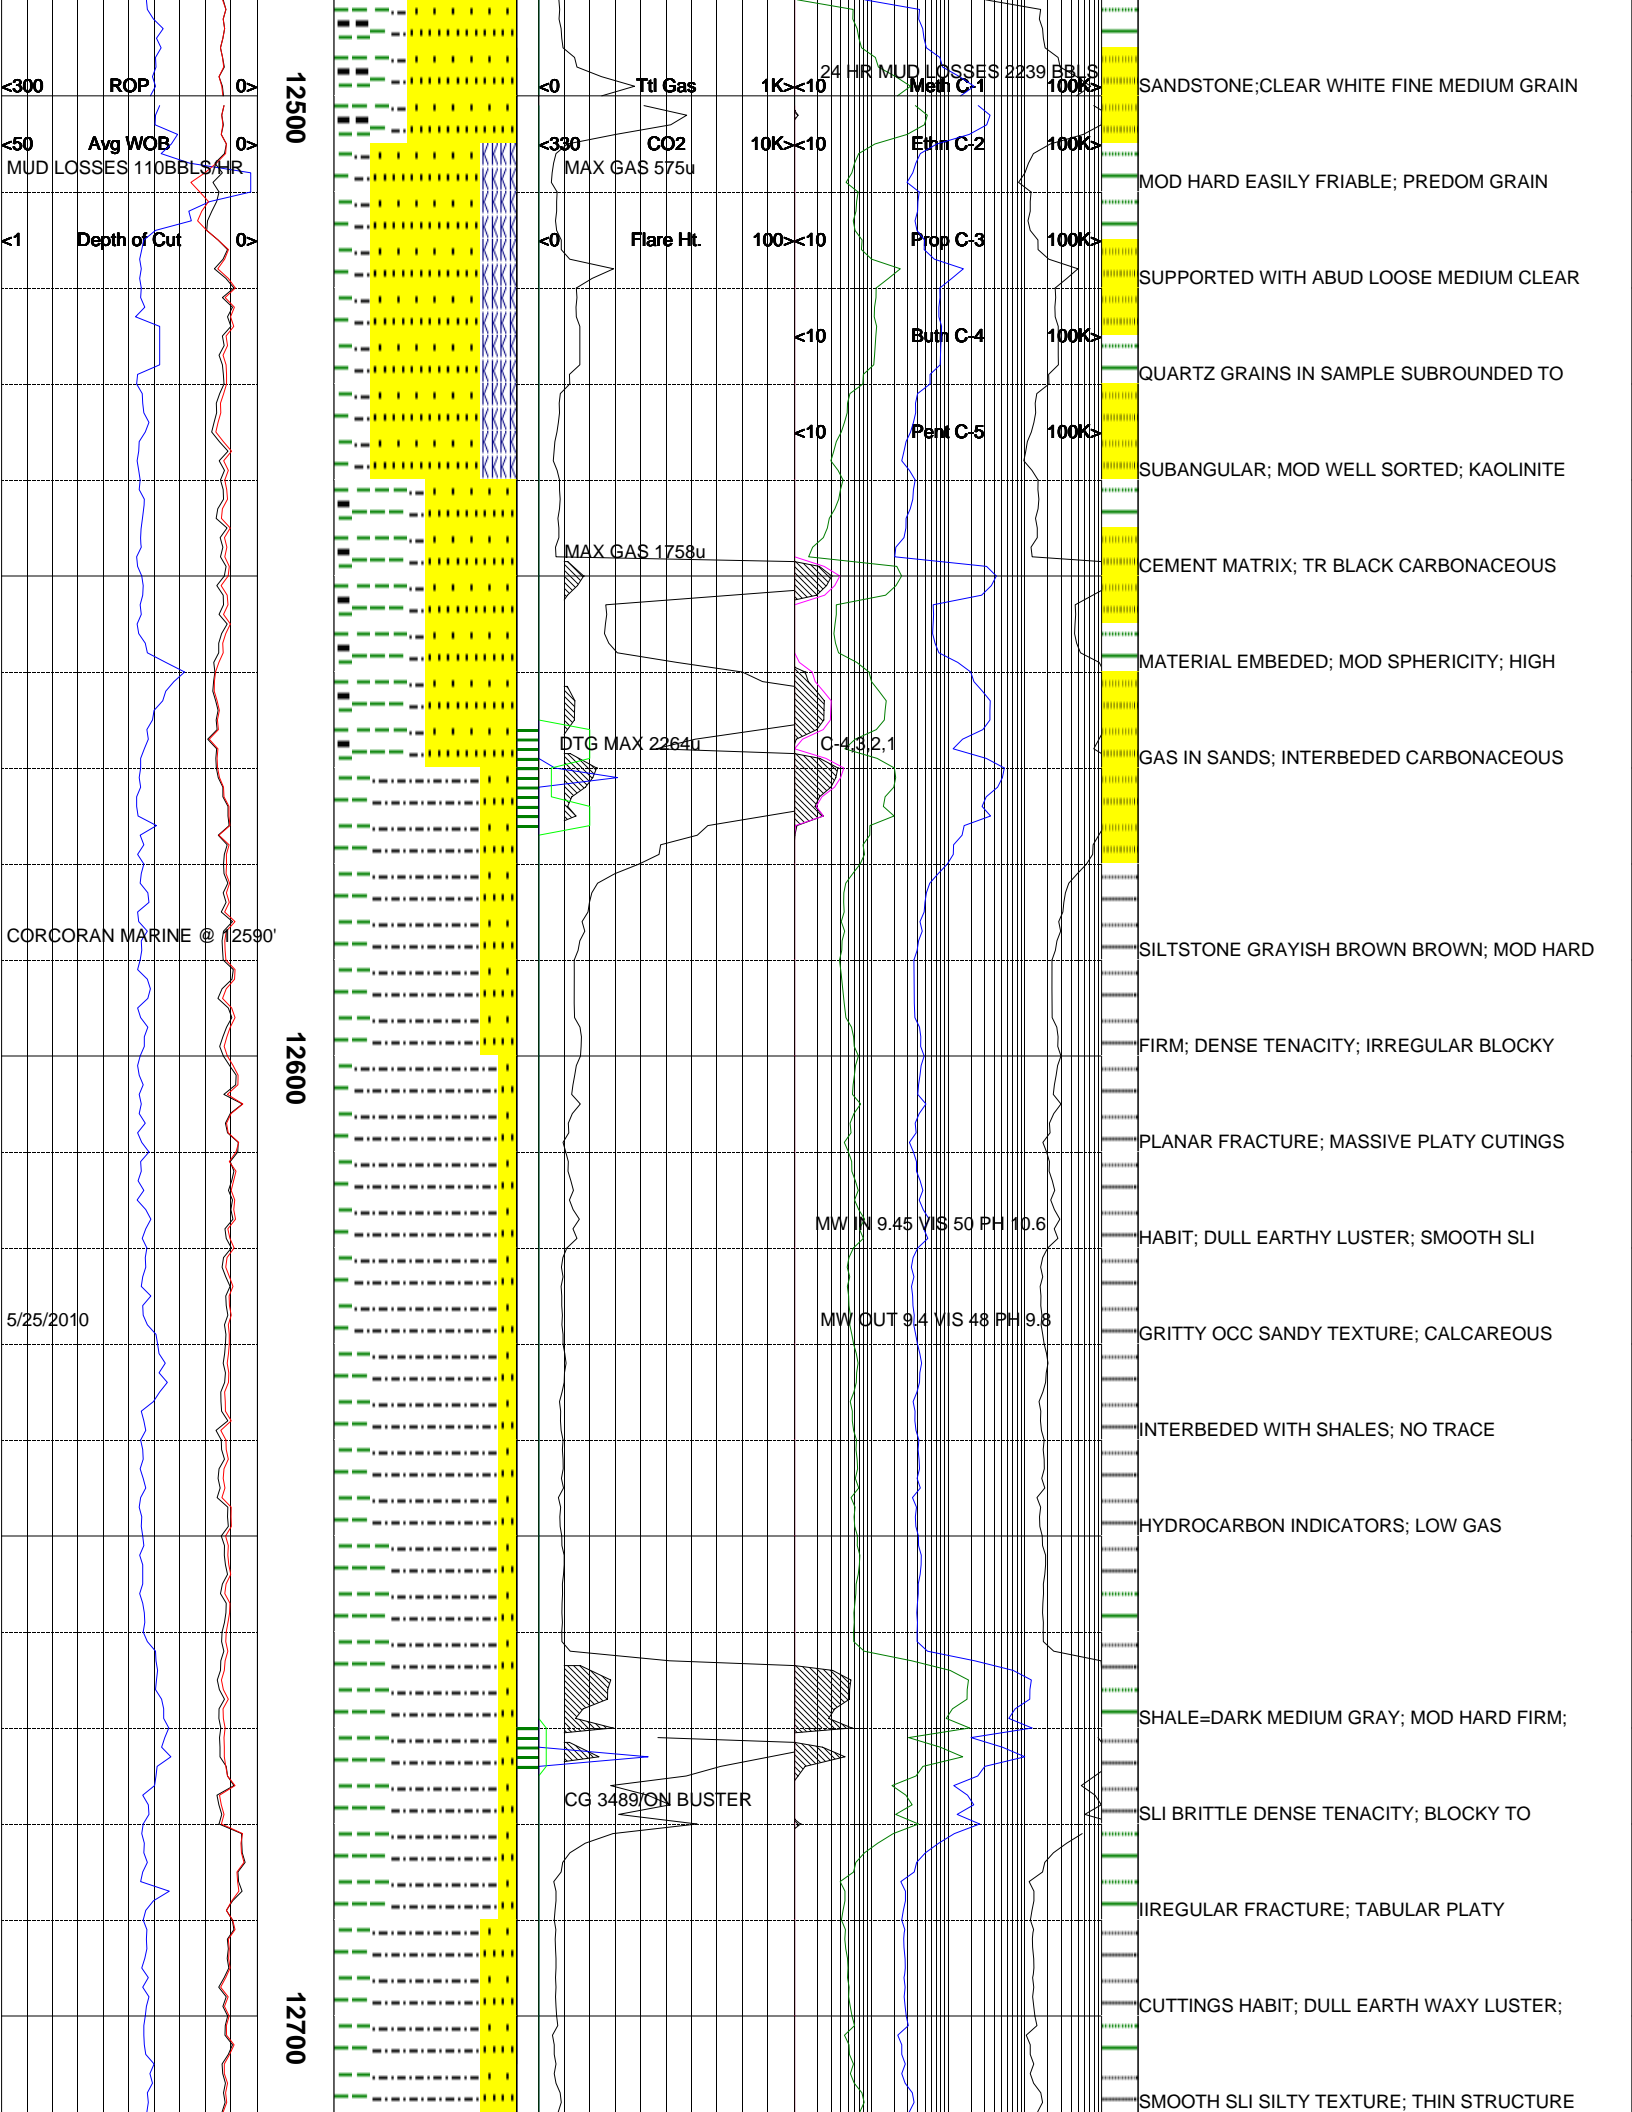 24 HR MUD LOSSES 2239 BBLS
<300 ROP 0>
<0 Ttl Gas 1K>
<10 Meth C-1 100K>
SANDSTONE;CLEAR WHITE FINE MEDIUM GRAIN
12500
<50 Avg WOB 0>
<330 CO2 10K>
<10 Ethn C-2 100K>
MUD LOSSES 110BBLS/HR
MAX GAS 575u
MOD HARD EASILY FRIABLE; PREDOM GRAIN
<1 Depth of Cut 0>
<0 Flare Ht. 100>
<10 Prop C-3 100K>
SUPPORTED WITH ABUD LOOSE MEDIUM CLEAR
<10 Butn C-4 100K>
QUARTZ GRAINS IN SAMPLE SUBROUNDED TO
<10 Pent C-5 100K>
SUBANGULAR; MOD WELL SORTED; KAOLINITE
MAX GAS 1758u
CEMENT MATRIX; TR BLACK CARBONACEOUS
MATERIAL EMBEDED; MOD SPHERICITY; HIGH
DTG MAX 2264u
C-4,3,2,1
GAS IN SANDS; INTERBEDED CARBONACEOUS
CORCORAN MARINE @ 12590'
SILTSTONE GRAYISH BROWN BROWN; MOD HARD
12600
FIRM; DENSE TENACITY; IRREGULAR BLOCKY
PLANAR FRACTURE; MASSIVE PLATY CUTINGS
MW IN 9.45 VIS 50 PH 10.6
HABIT; DULL EARTHY LUSTER; SMOOTH SLI
5/25/2010
MW OUT 9.4 VIS 48 PH 9.8
GRITTY OCC SANDY TEXTURE; CALCAREOUS
INTERBEDED WITH SHALES; NO TRACE
HYDROCARBON INDICATORS; LOW GAS
SHALE=DARK MEDIUM GRAY; MOD HARD FIRM;
CG 3489/ON BUSTER
SLI BRITTLE DENSE TENACITY; BLOCKY TO
IIREGULAR FRACTURE; TABULAR PLATY
12700
CUTTINGS HABIT; DULL EARTH WAXY LUSTER;
SMOOTH SLI SILTY TEXTURE; THIN STRUCTURE